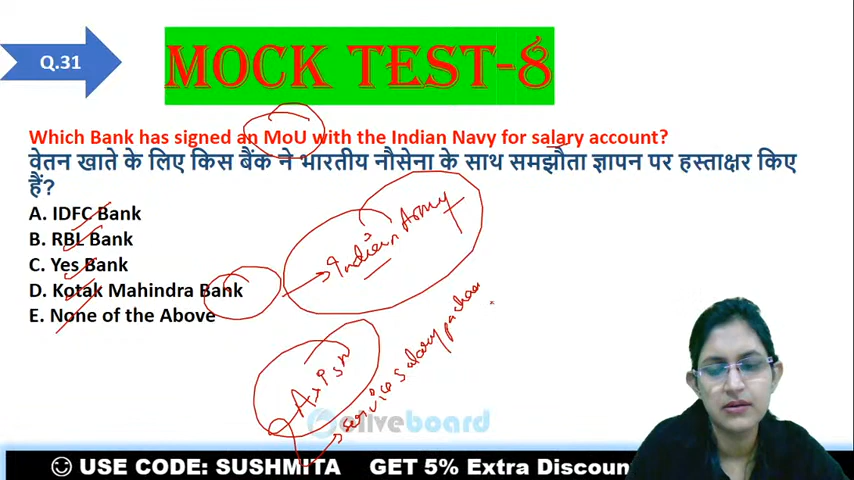 Q.31
MOCK TEST-8
Which Bank has signed an MoU with the Indian Navy for salary account?
वेतन खाते के लिए किस बैंक ने भारतीय नौसेना के साथ समझौता ज्ञापन पर हस्ताक्षर किए
हैं?
A. IDFC Bank
B. RBL Bank
C. Yes Bank
D. Kotak Mahindra Bank
E. None of the Above
Indian Army
Axis
service salary
oliveboard
USE CODE: SUSHMITA GET 5% Extra Discoun